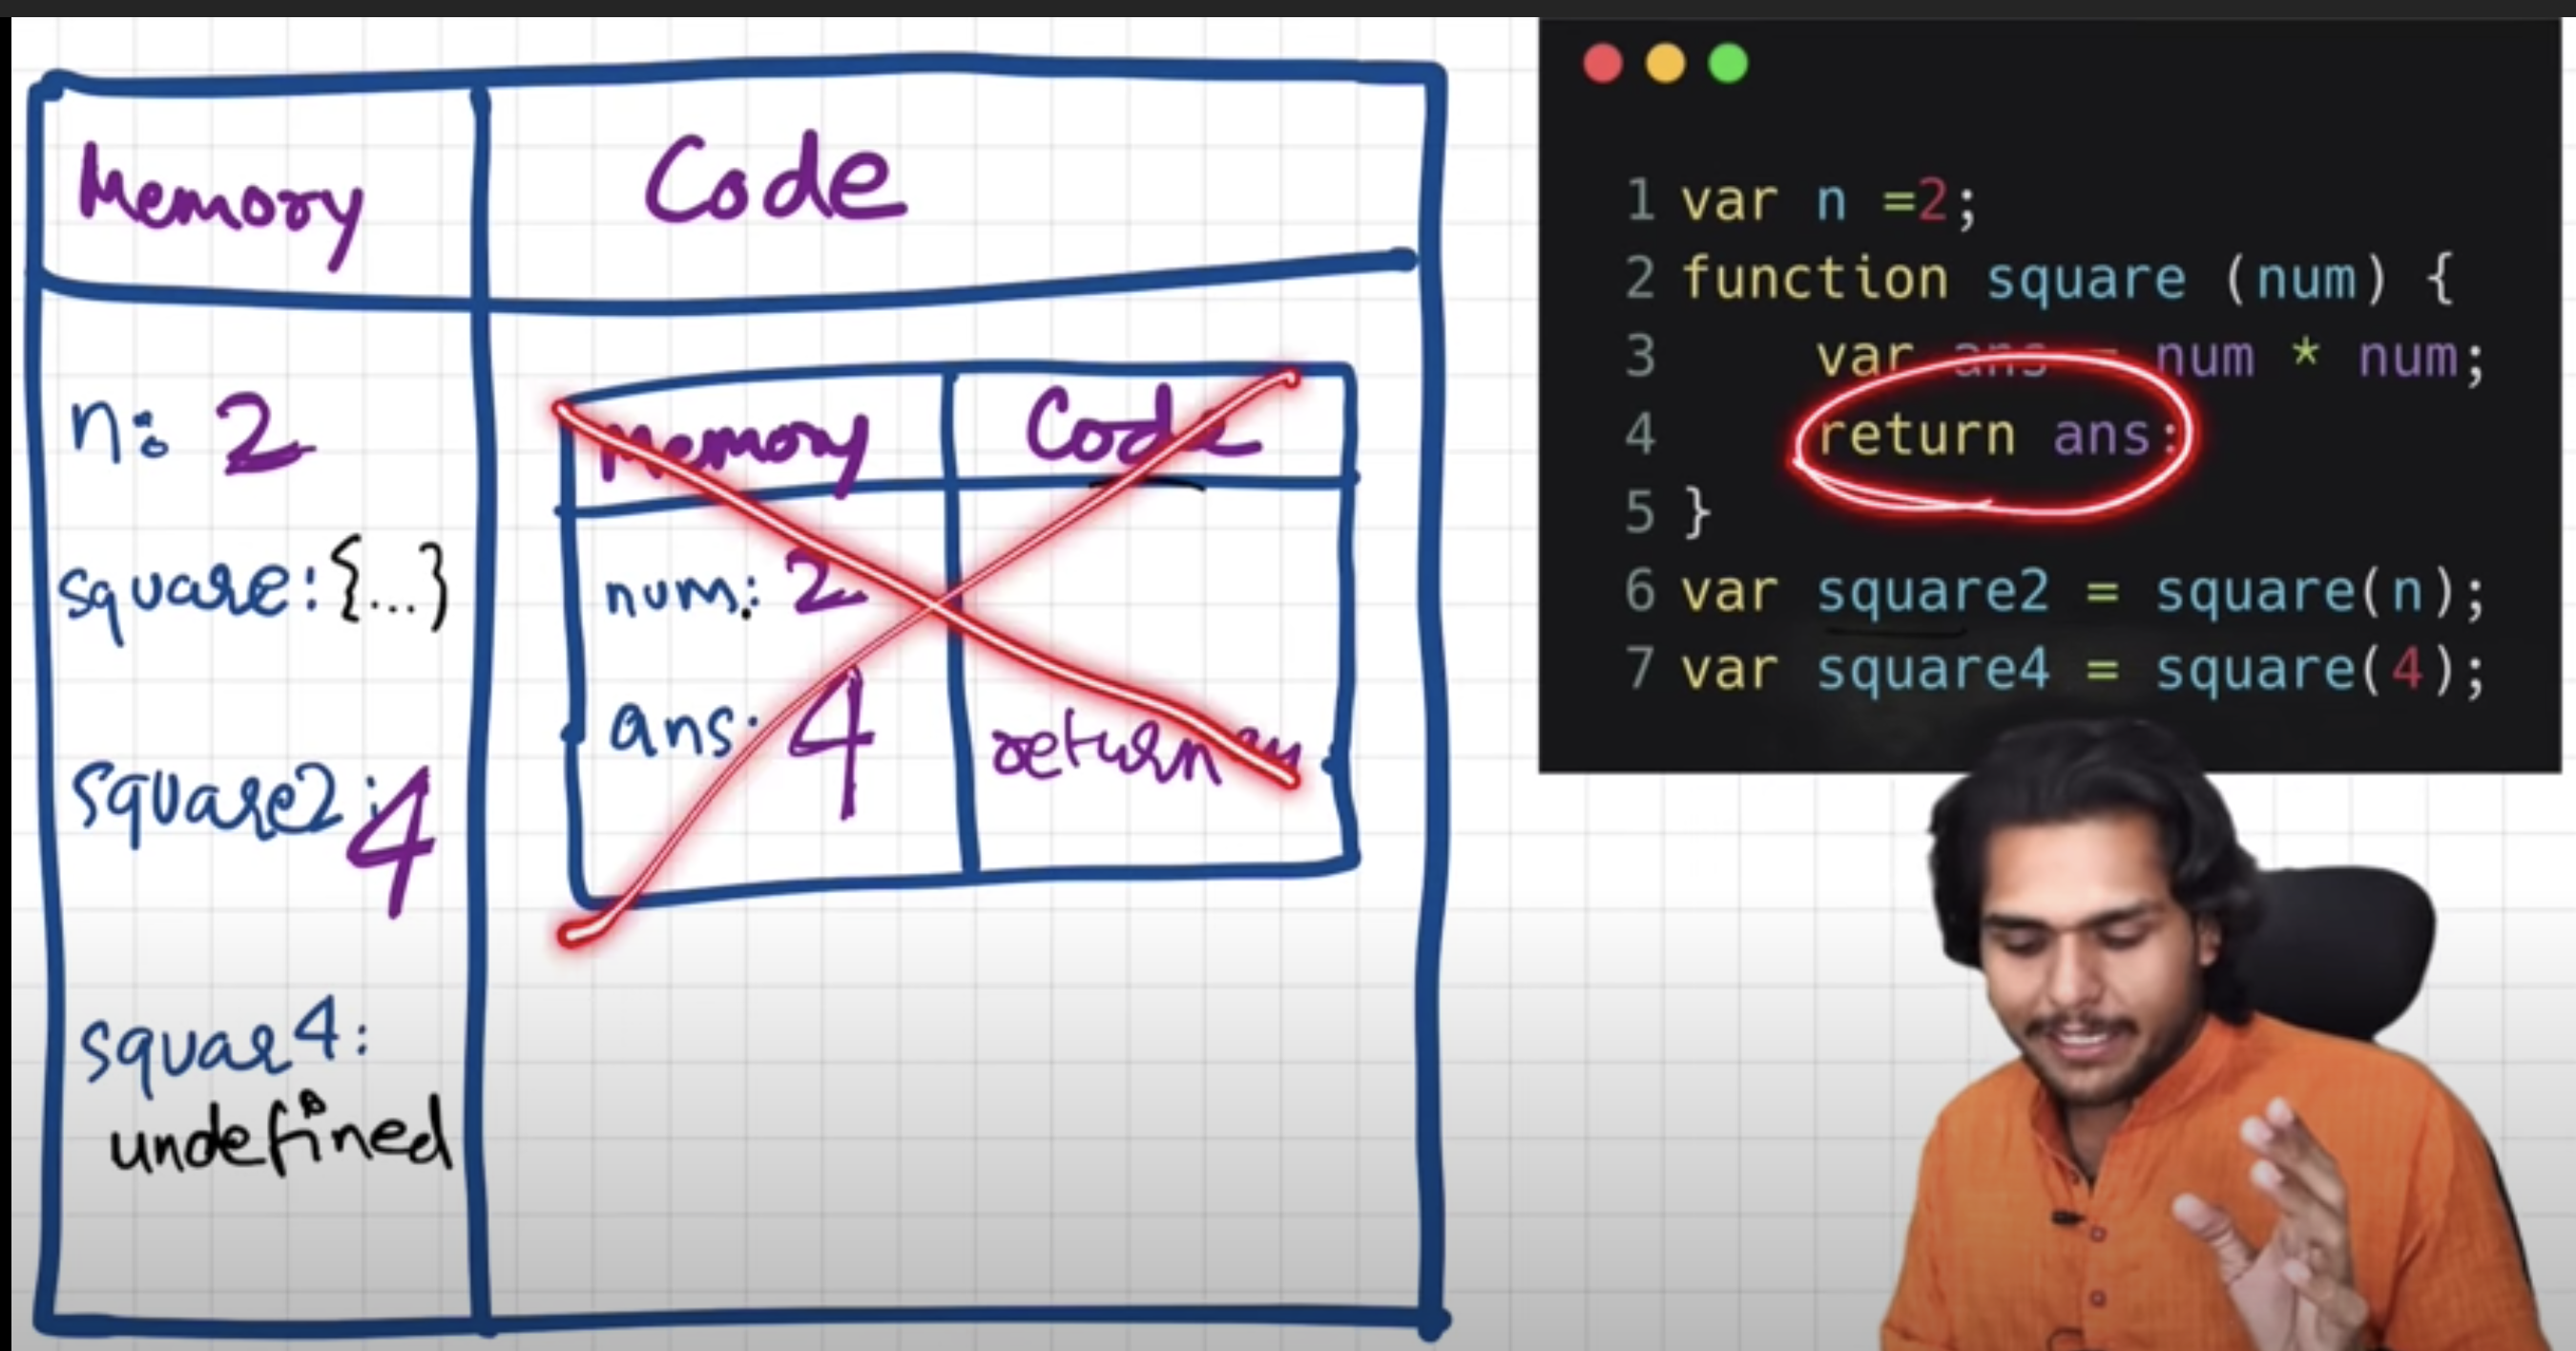 Memory
Code
n: 2
square: {...}
square2: 4
squar4:
undefined
Memory
Code
num: 2
ans: 4
return
1 var n =2;
2 function square (num) {
3 var ans = num * num;
4 return ans;
5 }
6 var square2 = square(n);
7 var square4 = square(4);